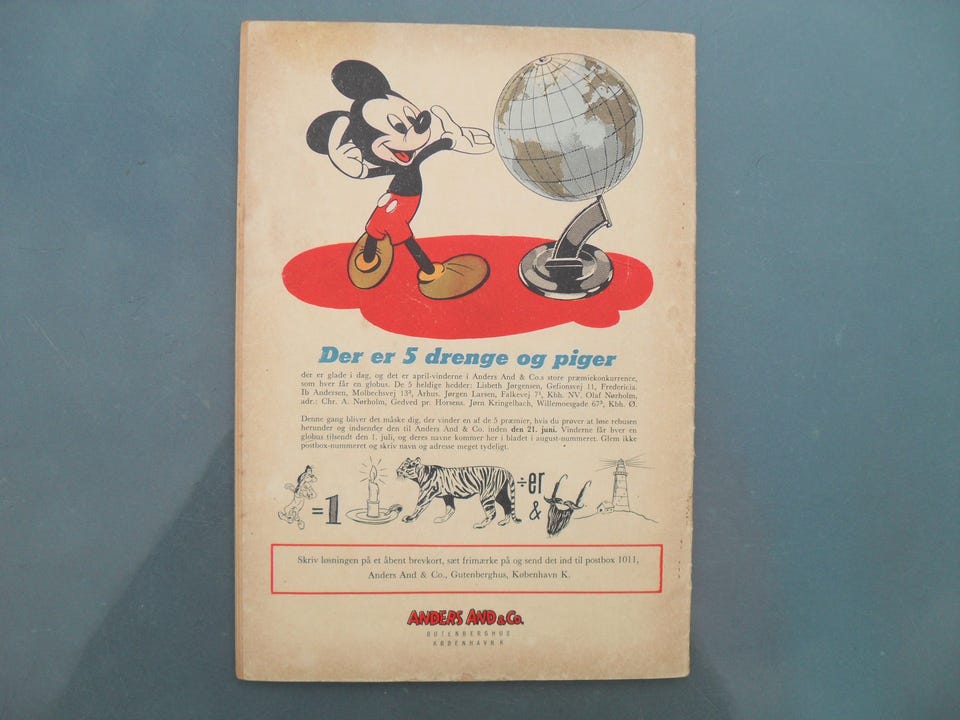 Der er 5 drenge og piger
der er glade i dag, og det er april-vinderne i Anders And & Co.s store præmiekonkurrence,
som hver får en globus. De 5 heldige hedder: Lisbeth Jørgensen, Gefionsvej 11, Fredericia.
Ib Andersen, Molbechsvej 13², Århus. Jørgen Larsen, Falkevej 7¹, Kbh. NV. Olaf Nørholm,
adr.: Chr. A. Nørholm, Gedved pr. Horsens. Jørn Kringelbach, Willemoesgade 67³, Kbh. Ø.
Denne gang bliver det måske dig, der vinder en af de 5 præmier, hvis du prøver at løse rebusen
herunder og indsender den til Anders And & Co. inden den 21. juni. Vinderne får hver en
globus tilsendt den 1. juli, og deres navne kommer her i bladet i august-nummeret. Glem ikke
postbox-nummeret og skriv navn og adresse meget tydeligt.
=1 ÷er &
Skriv løsningen på et åbent brevkort, sæt frimærke på og send det ind til postbox 1011,
Anders And & Co., Gutenberghus, København K.
ANDERS AND & Co.
GUTENBERGHUS
KØBENHAVN K